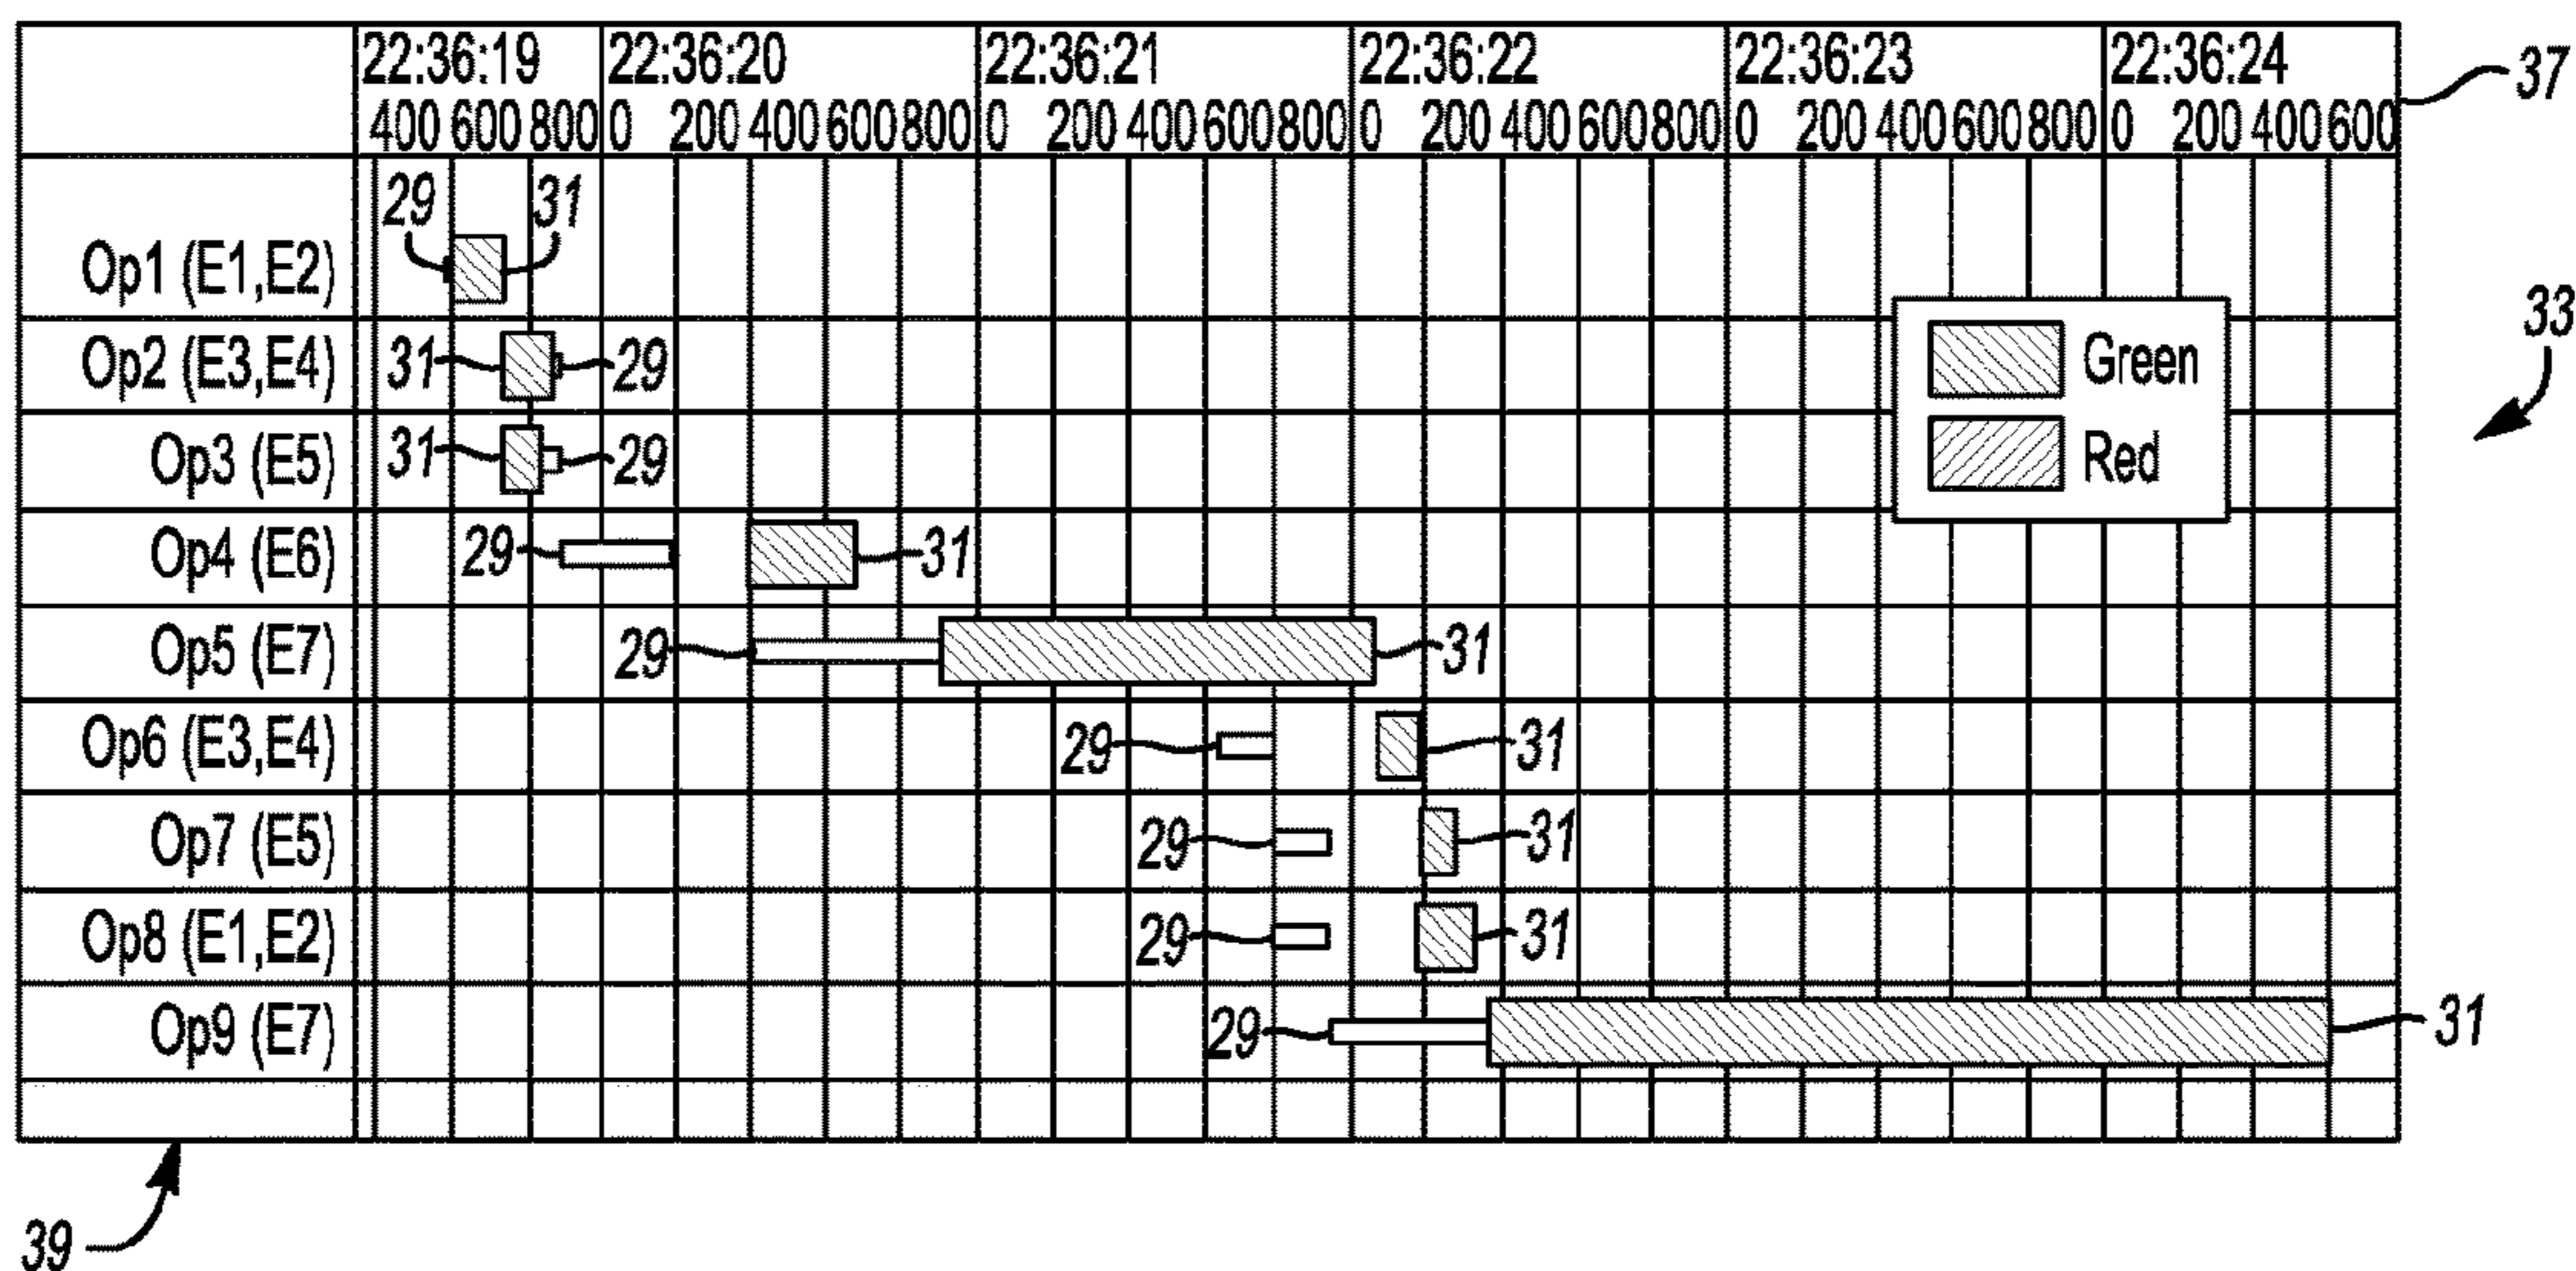 22:36:19 22:36:20 22:36:21 22:36:22 22:36:23 22:36:24
400 600 800 0 200 400 600 800 0 200 400 600 800 0 200 400 600 800 0 200 400 600 800 0 200 400 600
37
29 31
Op1 (E1,E2)
33
Op2 (E3,E4) 31 29
Green
Op3 (E5) 31 29
Red
Op4 (E6) 29 31
Op5 (E7) 29 31
Op6 (E3,E4) 29 31
Op7 (E5) 29 31
Op8 (E1,E2) 29 31
Op9 (E7) 29 31
39